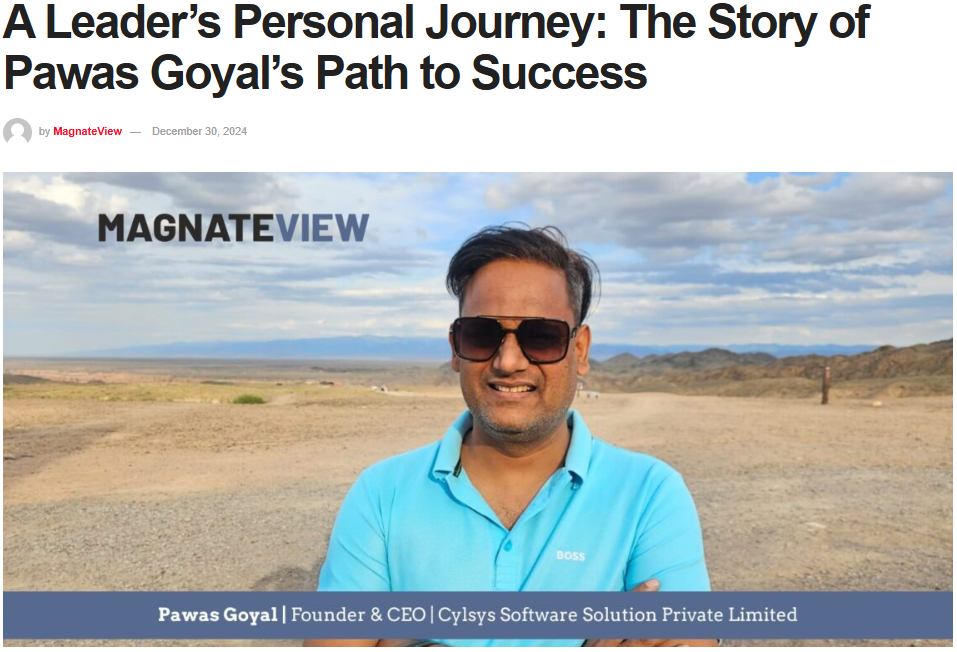 A Leader’s Personal Journey: The Story of
Pawas Goyal’s Path to Success
by MagnateView — December 30, 2024
MAGNATEVIEW
BOSS
Pawas Goyal | Founder & CEO | Cylsys Software Solution Private Limited